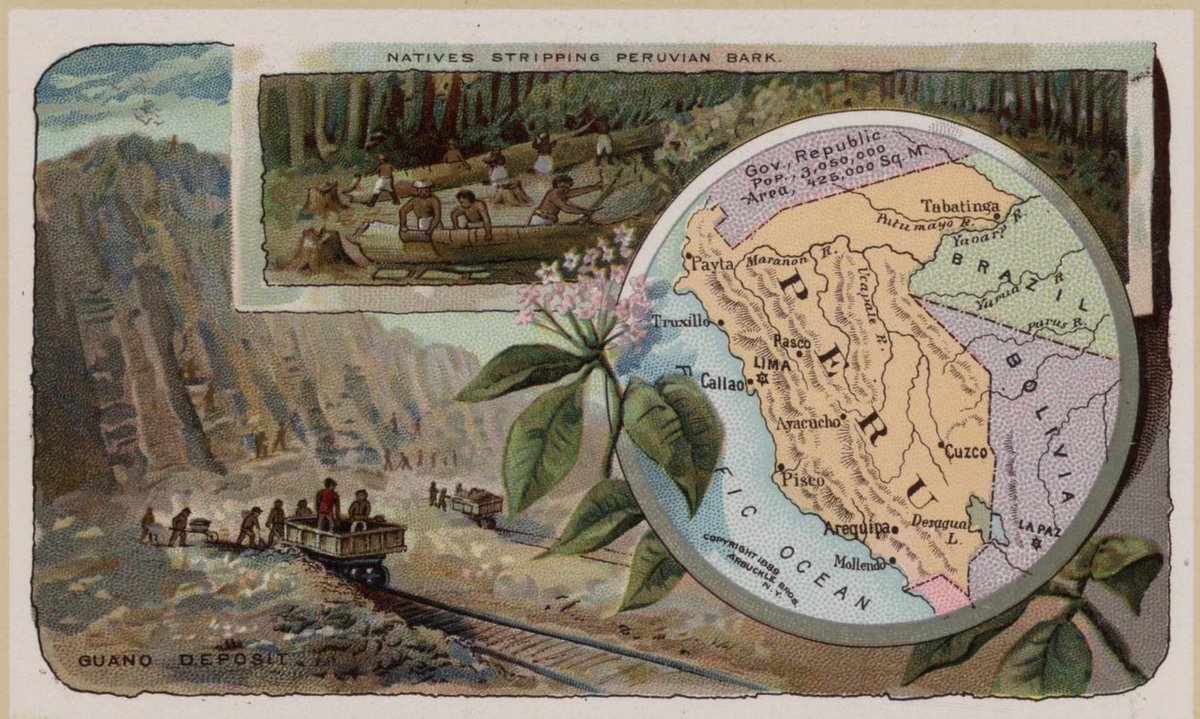 NATIVES STRIPPING PERUVIAN BARK.
Gov., Republic.
Pop., 3,050,000
Area, 425,000 Sq. M.
Tabatinga
Putumayo R.
Yaoari R.
BRAZIL
Payta
Marañon R.
Ucayale R.
Yurua R.
Purus R.
Truxillo
PERU
Pasco
LIMA
Callao
BOLIVIA
Ayacucho
Cuzco
Pisco
Arequipa
Desagua L.
LA PAZ
Mollendo
FIC OCEAN
COPYRIGHT 1889
ARBUCKLE BROS.
N.Y.
GUANO DEPOSIT.